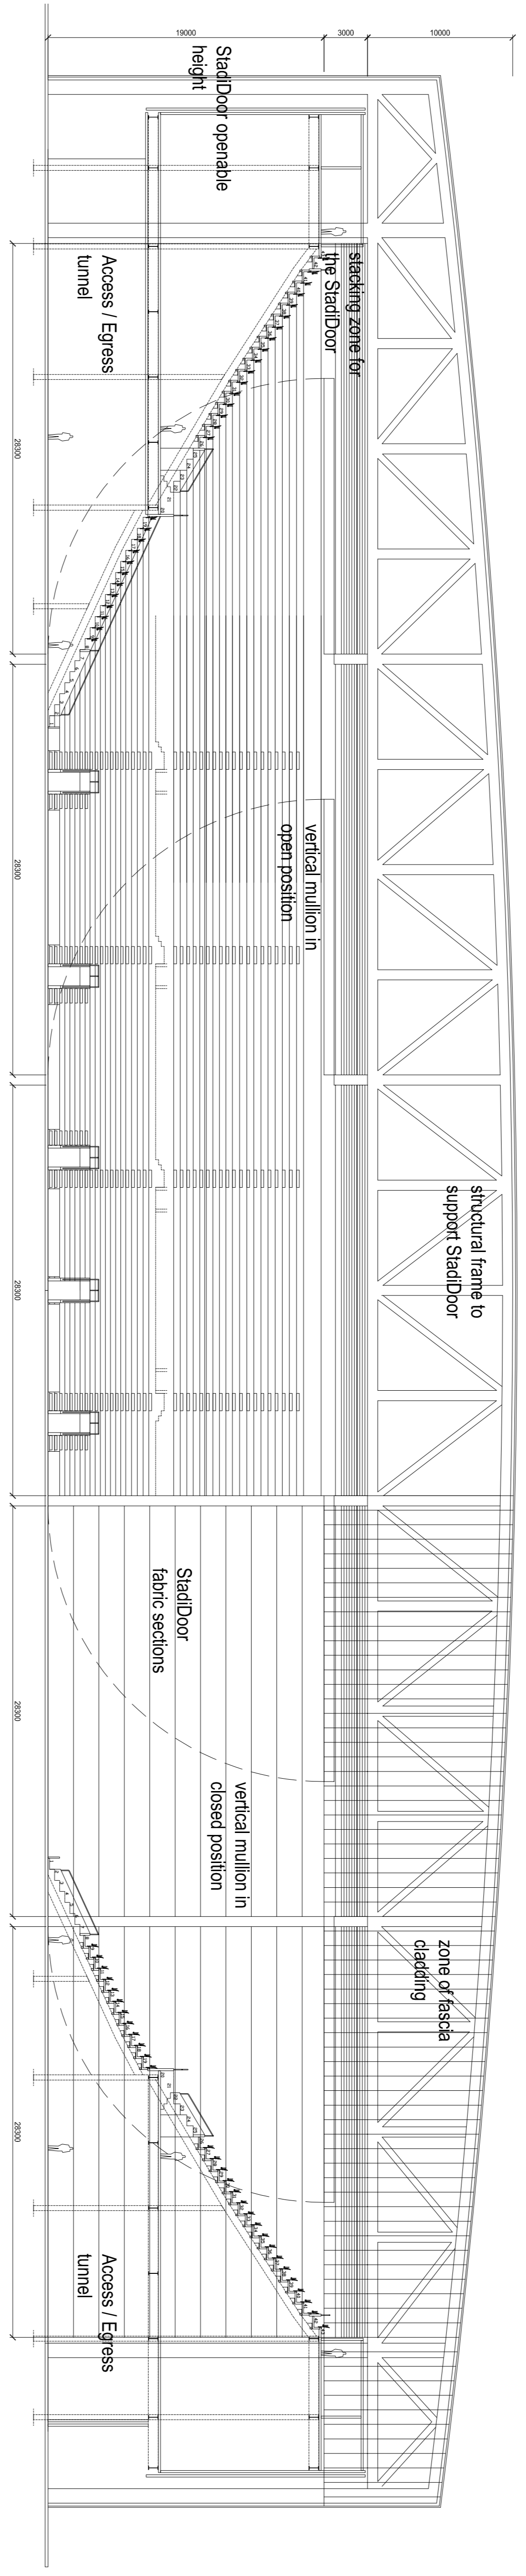 19000
3000
10000
StadiDoor openable
height
stacking zone for
the StadiDoor
Access / Egress
tunnel
28300
vertical mullion in
open position
28300
structural frame to
support StadiDoor
28300
StadiDoor
fabric sections
vertical mullion in
closed position
28300
zone of fascia
cladding
28300
Access / Egress
tunnel